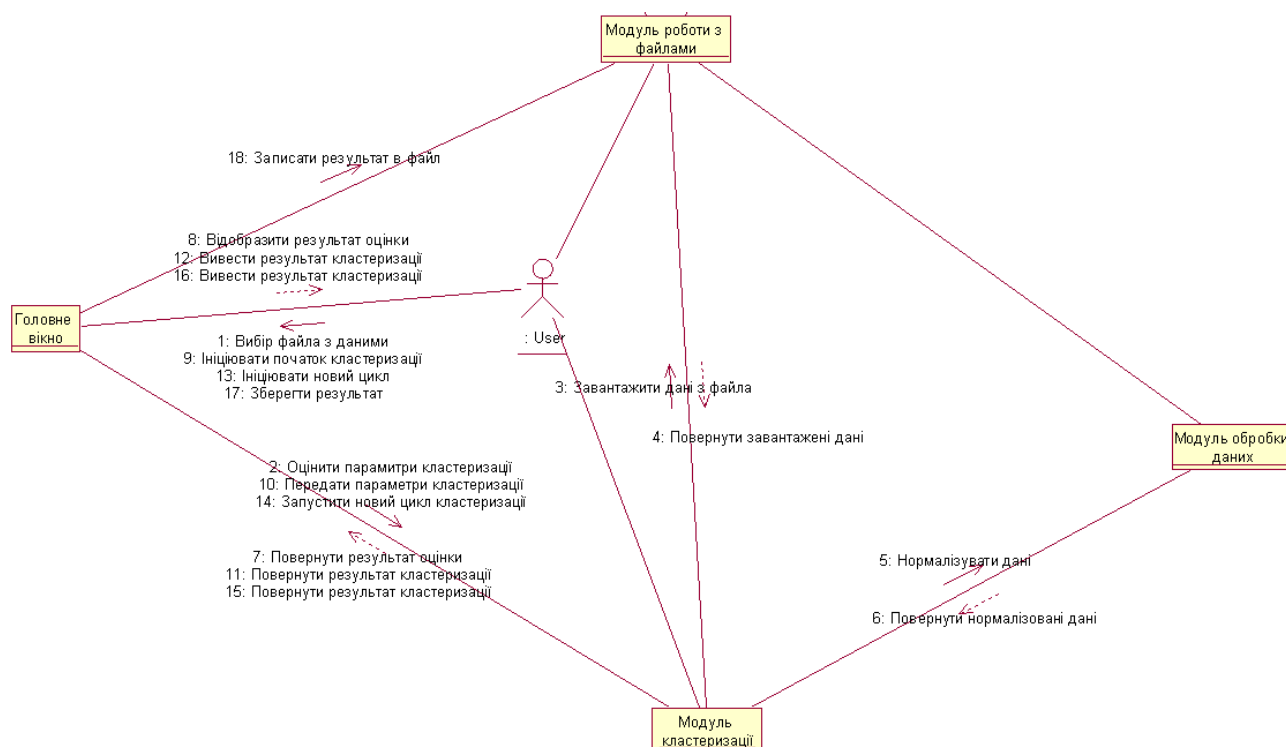 Модуль роботи з
файлами
18: Записати результат в файл
8: Відобразити результат оцінки
12: Вивести результат кластеризації
16: Вивести результат кластеризації
Головне
вікно
: User
1: Вибір файла з даними
9: Ініціювати початок кластеризації
13: Ініціювати новий цикл
17: Зберегти результат
3: Завантажити дані з файла
4: Повернути завантажені дані
Модуль обробки
даних
2: Оцінити параметри кластеризації
10: Передати параметри кластеризації
14: Запустити новий цикл кластеризації
7: Повернути результат оцінки
11: Повернути результат кластеризації
15: Повернути результат кластеризації
5: Нормалізувати дані
6: Повернути нормалізовані дані
Модуль
кластеризації